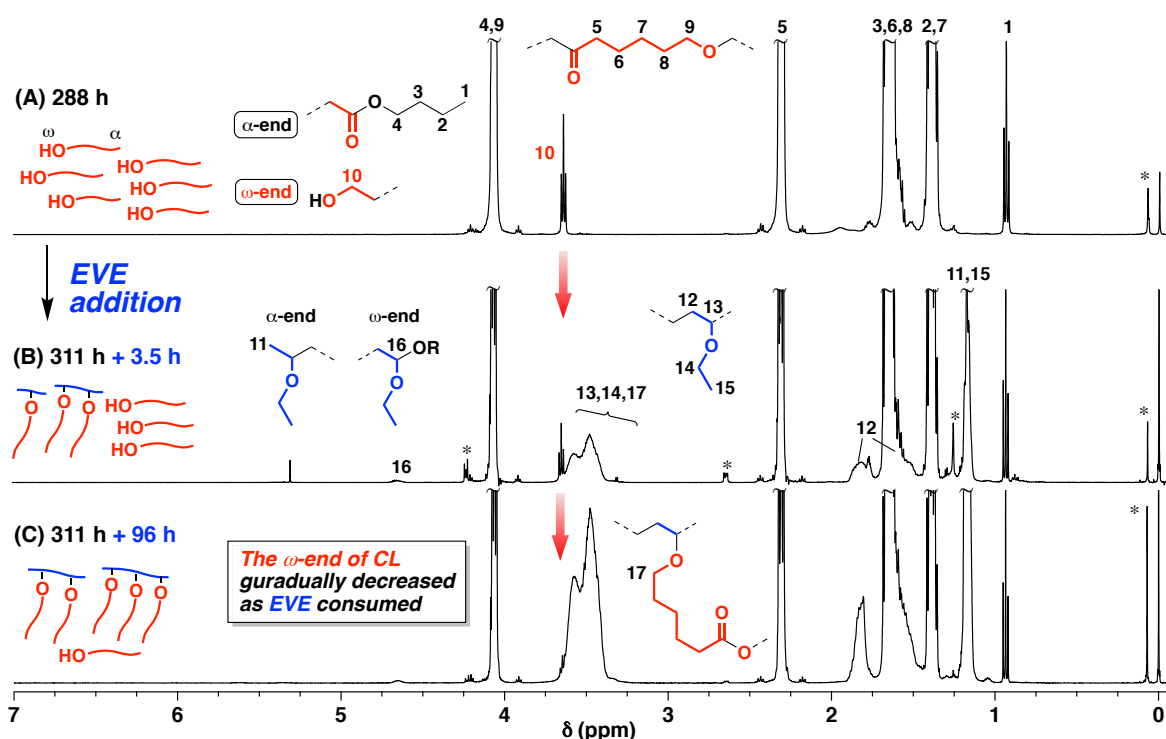 4,9
5
7
9
5
3,6,8
2,7
1
6
8
O
O
(A) 288 h
ω
α
HO
HO
HO
HO
HO
HO
α-end
O
O
3
1
4
2
ω-end
HO
10
10
*
EVE
addition
α-end
ω-end
11
O
16
OR
O
12
13
O
14
15
11,15
(B) 311 h + 3.5 h
O
O
O
HO
HO
HO
13,14,17
12
*
*
*
*
16
(C) 311 h + 96 h
O
O
O
O
O
HO
The ω-end of CL
guradually decreased
as EVE consumed
17
O
O
O
*
7
6
5
4
3
2
1
0
δ (ppm)